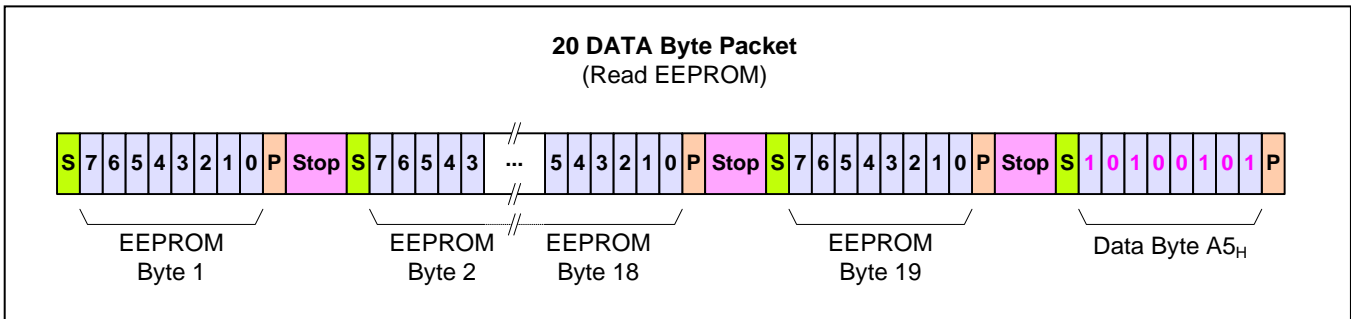 20 DATA Byte Packet
(Read EEPROM)
S 7 6 5 4 3 2 1 0 P Stop S 7 6 5 4 3 ... 5 4 3 2 1 0 P Stop S 7 6 5 4 3 2 1 0 P Stop S 1 0 1 0 0 1 0 1 P
EEPROM EEPROM EEPROM EEPROM Data Byte A5H
Byte 1 Byte 2 Byte 18 Byte 19